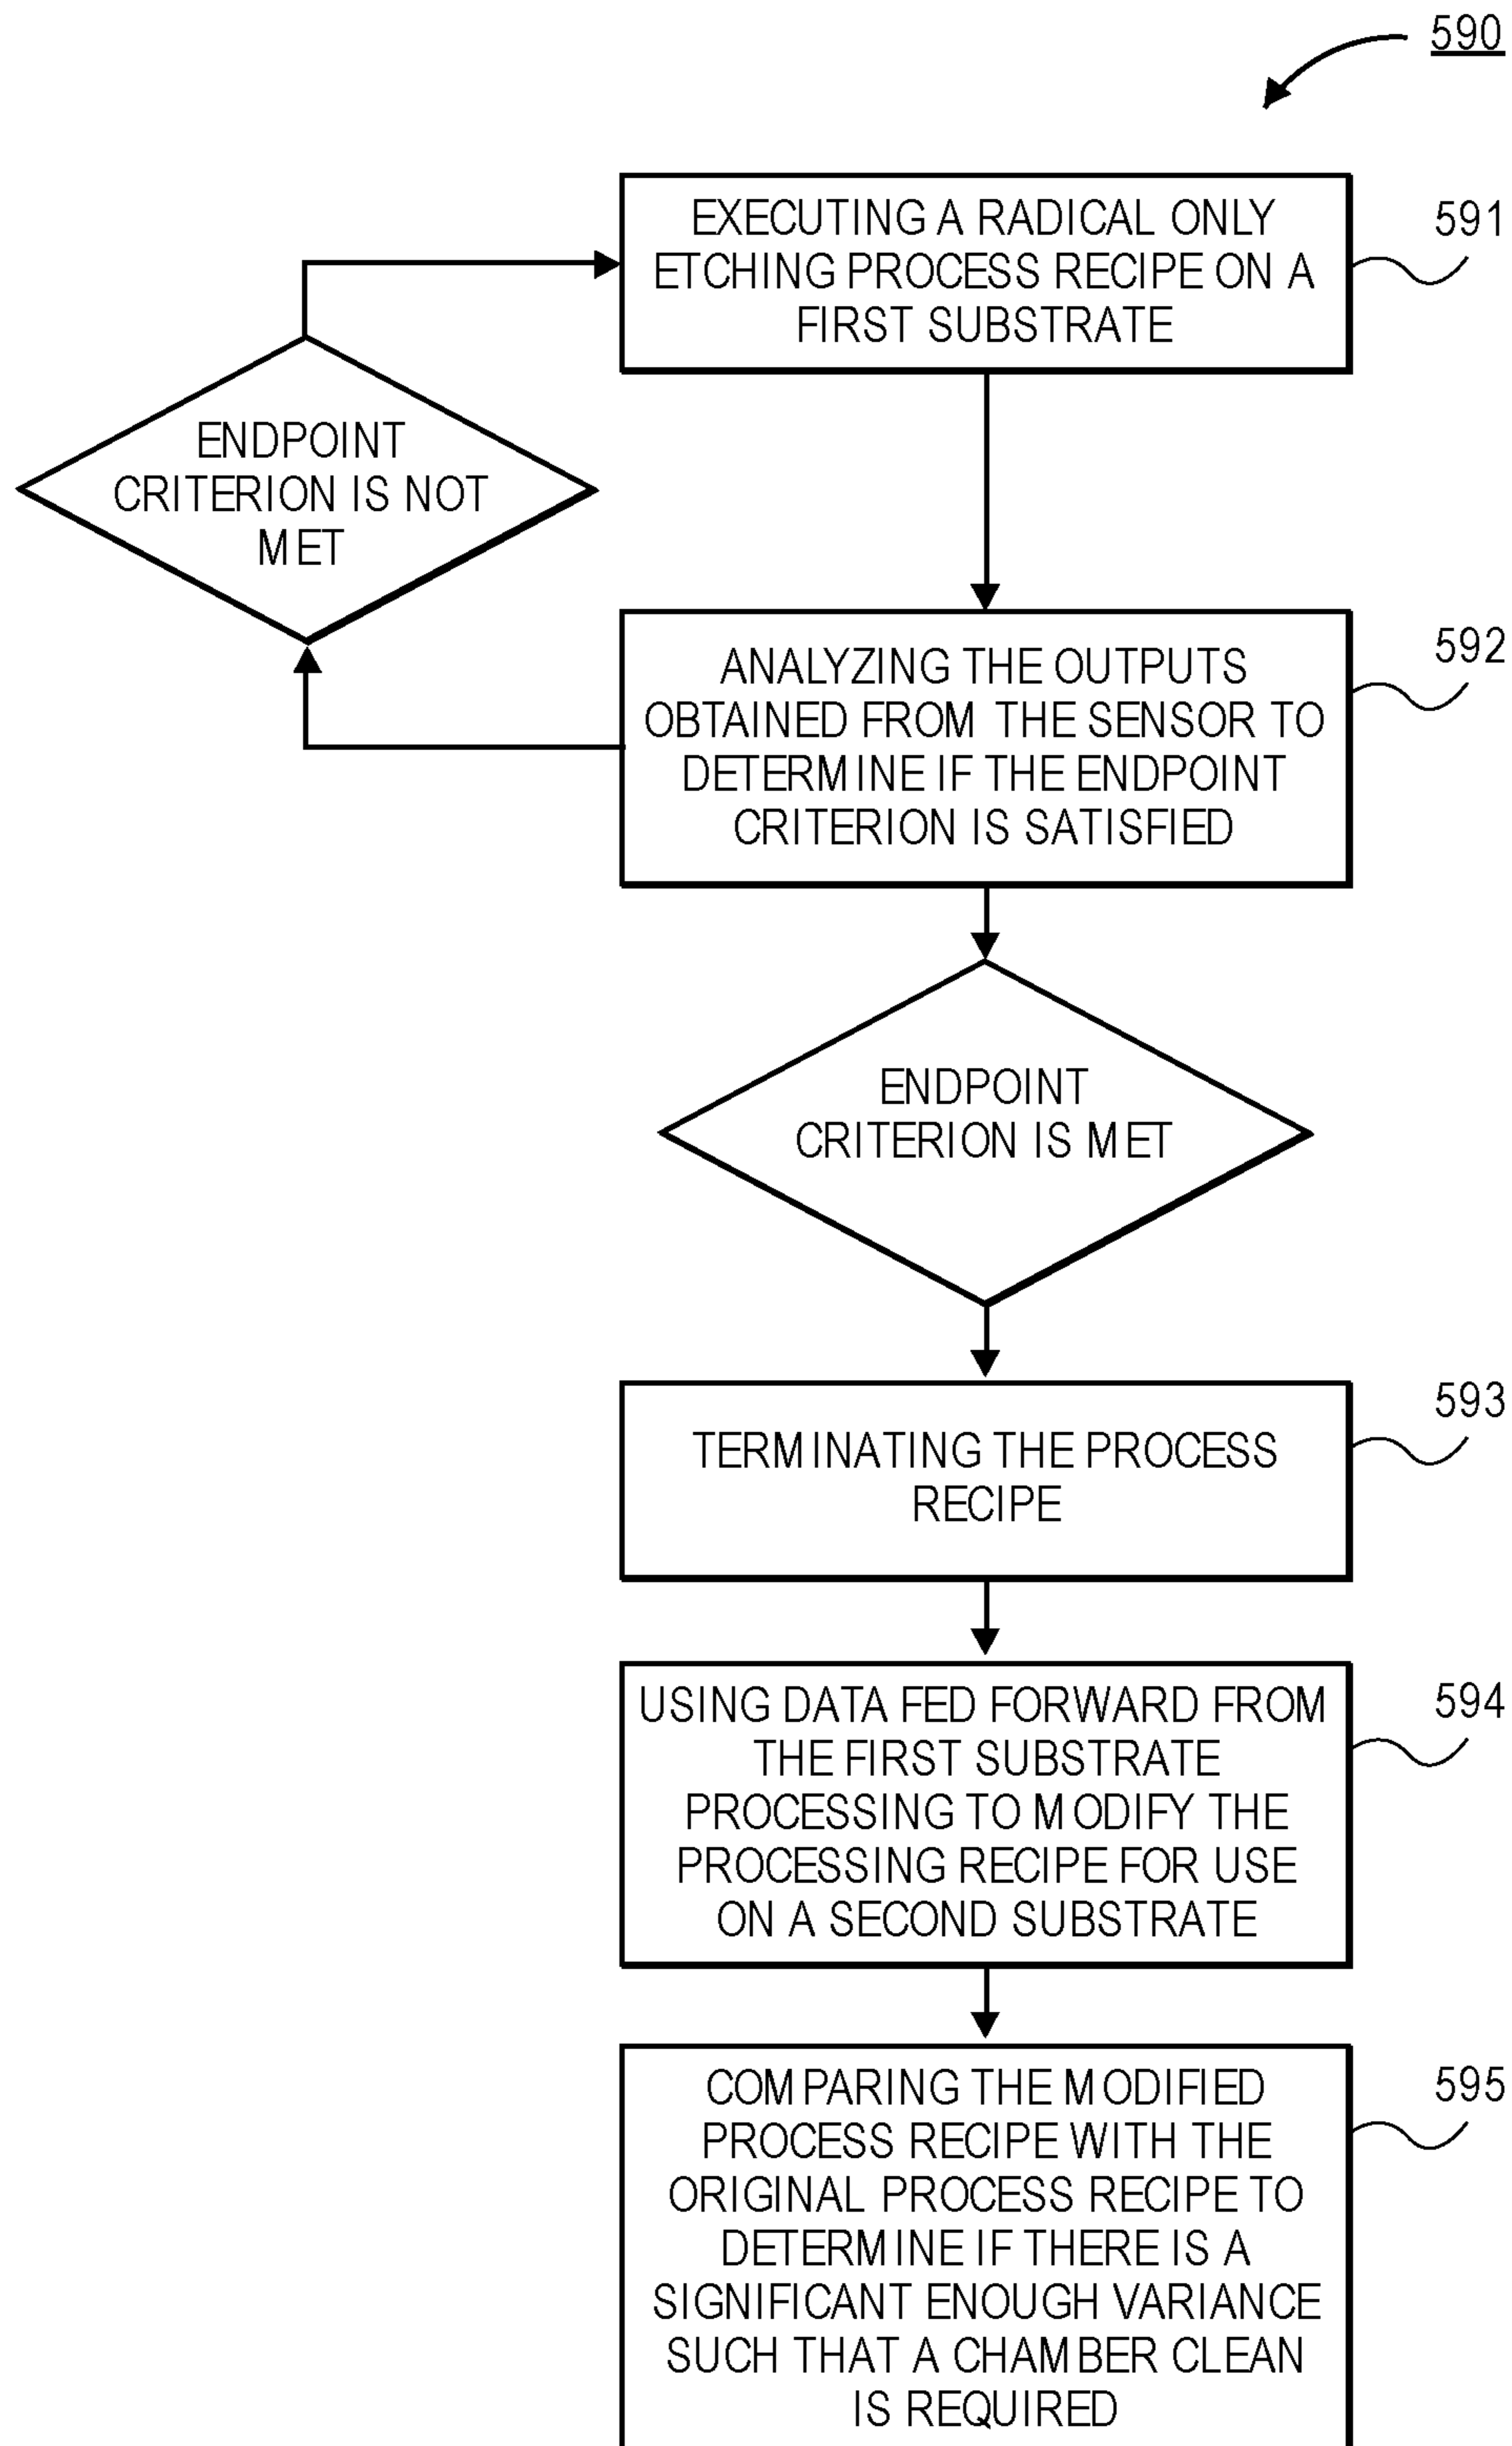 590
EXECUTING A RADICAL ONLY
ETCHING PROCESS RECIPE ON A
FIRST SUBSTRATE
591
ENDPOINT
CRITERION IS NOT
MET
ANALYZING THE OUTPUTS
OBTAINED FROM THE SENSOR TO
DETERMINE IF THE ENDPOINT
CRITERION IS SATISFIED
592
ENDPOINT
CRITERION IS MET
TERMINATING THE PROCESS
RECIPE
593
USING DATA FED FORWARD FROM
THE FIRST SUBSTRATE
PROCESSING TO MODIFY THE
PROCESSING RECIPE FOR USE
ON A SECOND SUBSTRATE
594
COMPARING THE MODIFIED
PROCESS RECIPE WITH THE
ORIGINAL PROCESS RECIPE TO
DETERMINE IF THERE IS A
SIGNIFICANT ENOUGH VARIANCE
SUCH THAT A CHAMBER CLEAN
IS REQUIRED
595